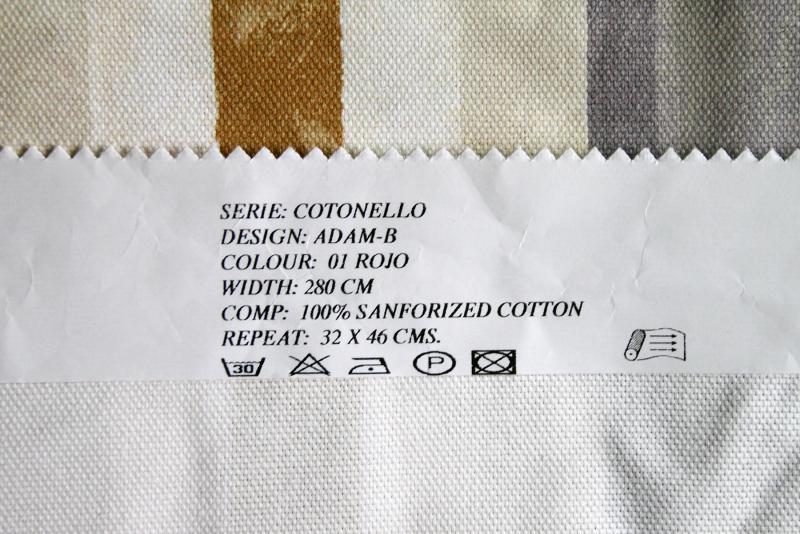 SERIE: COTONELLO
DESIGN: ADAM-B
COLOUR: 01 ROJO
WIDTH: 280 CM
COMP: 100% SANFORIZED COTTON
REPEAT: 32 X 46 CMS.
30 P